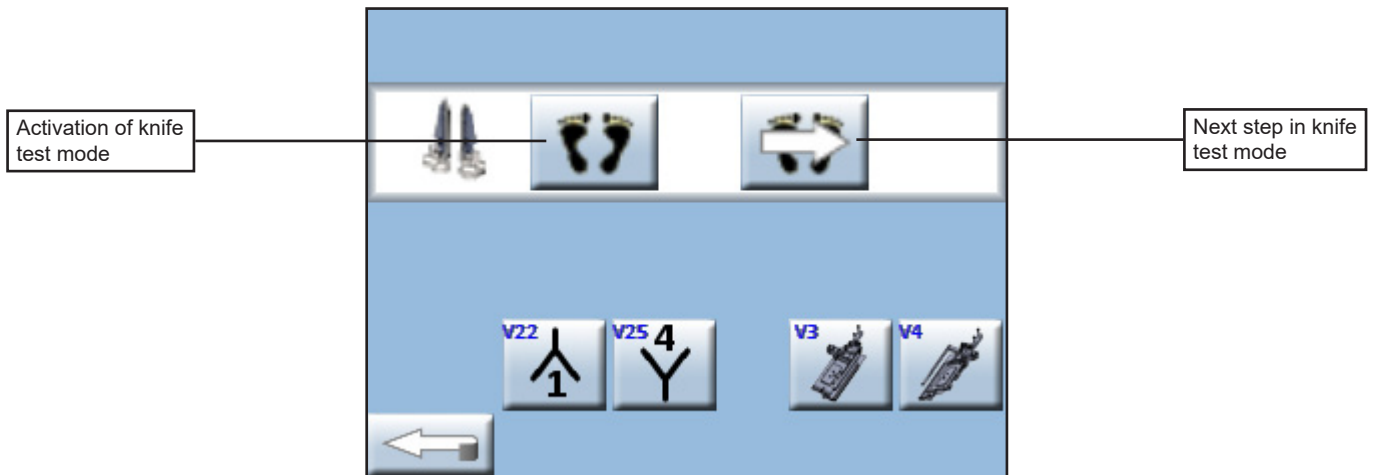 Activation of knife
test mode
Next step in knife
test mode
V22
1
V25
4
V3
V4